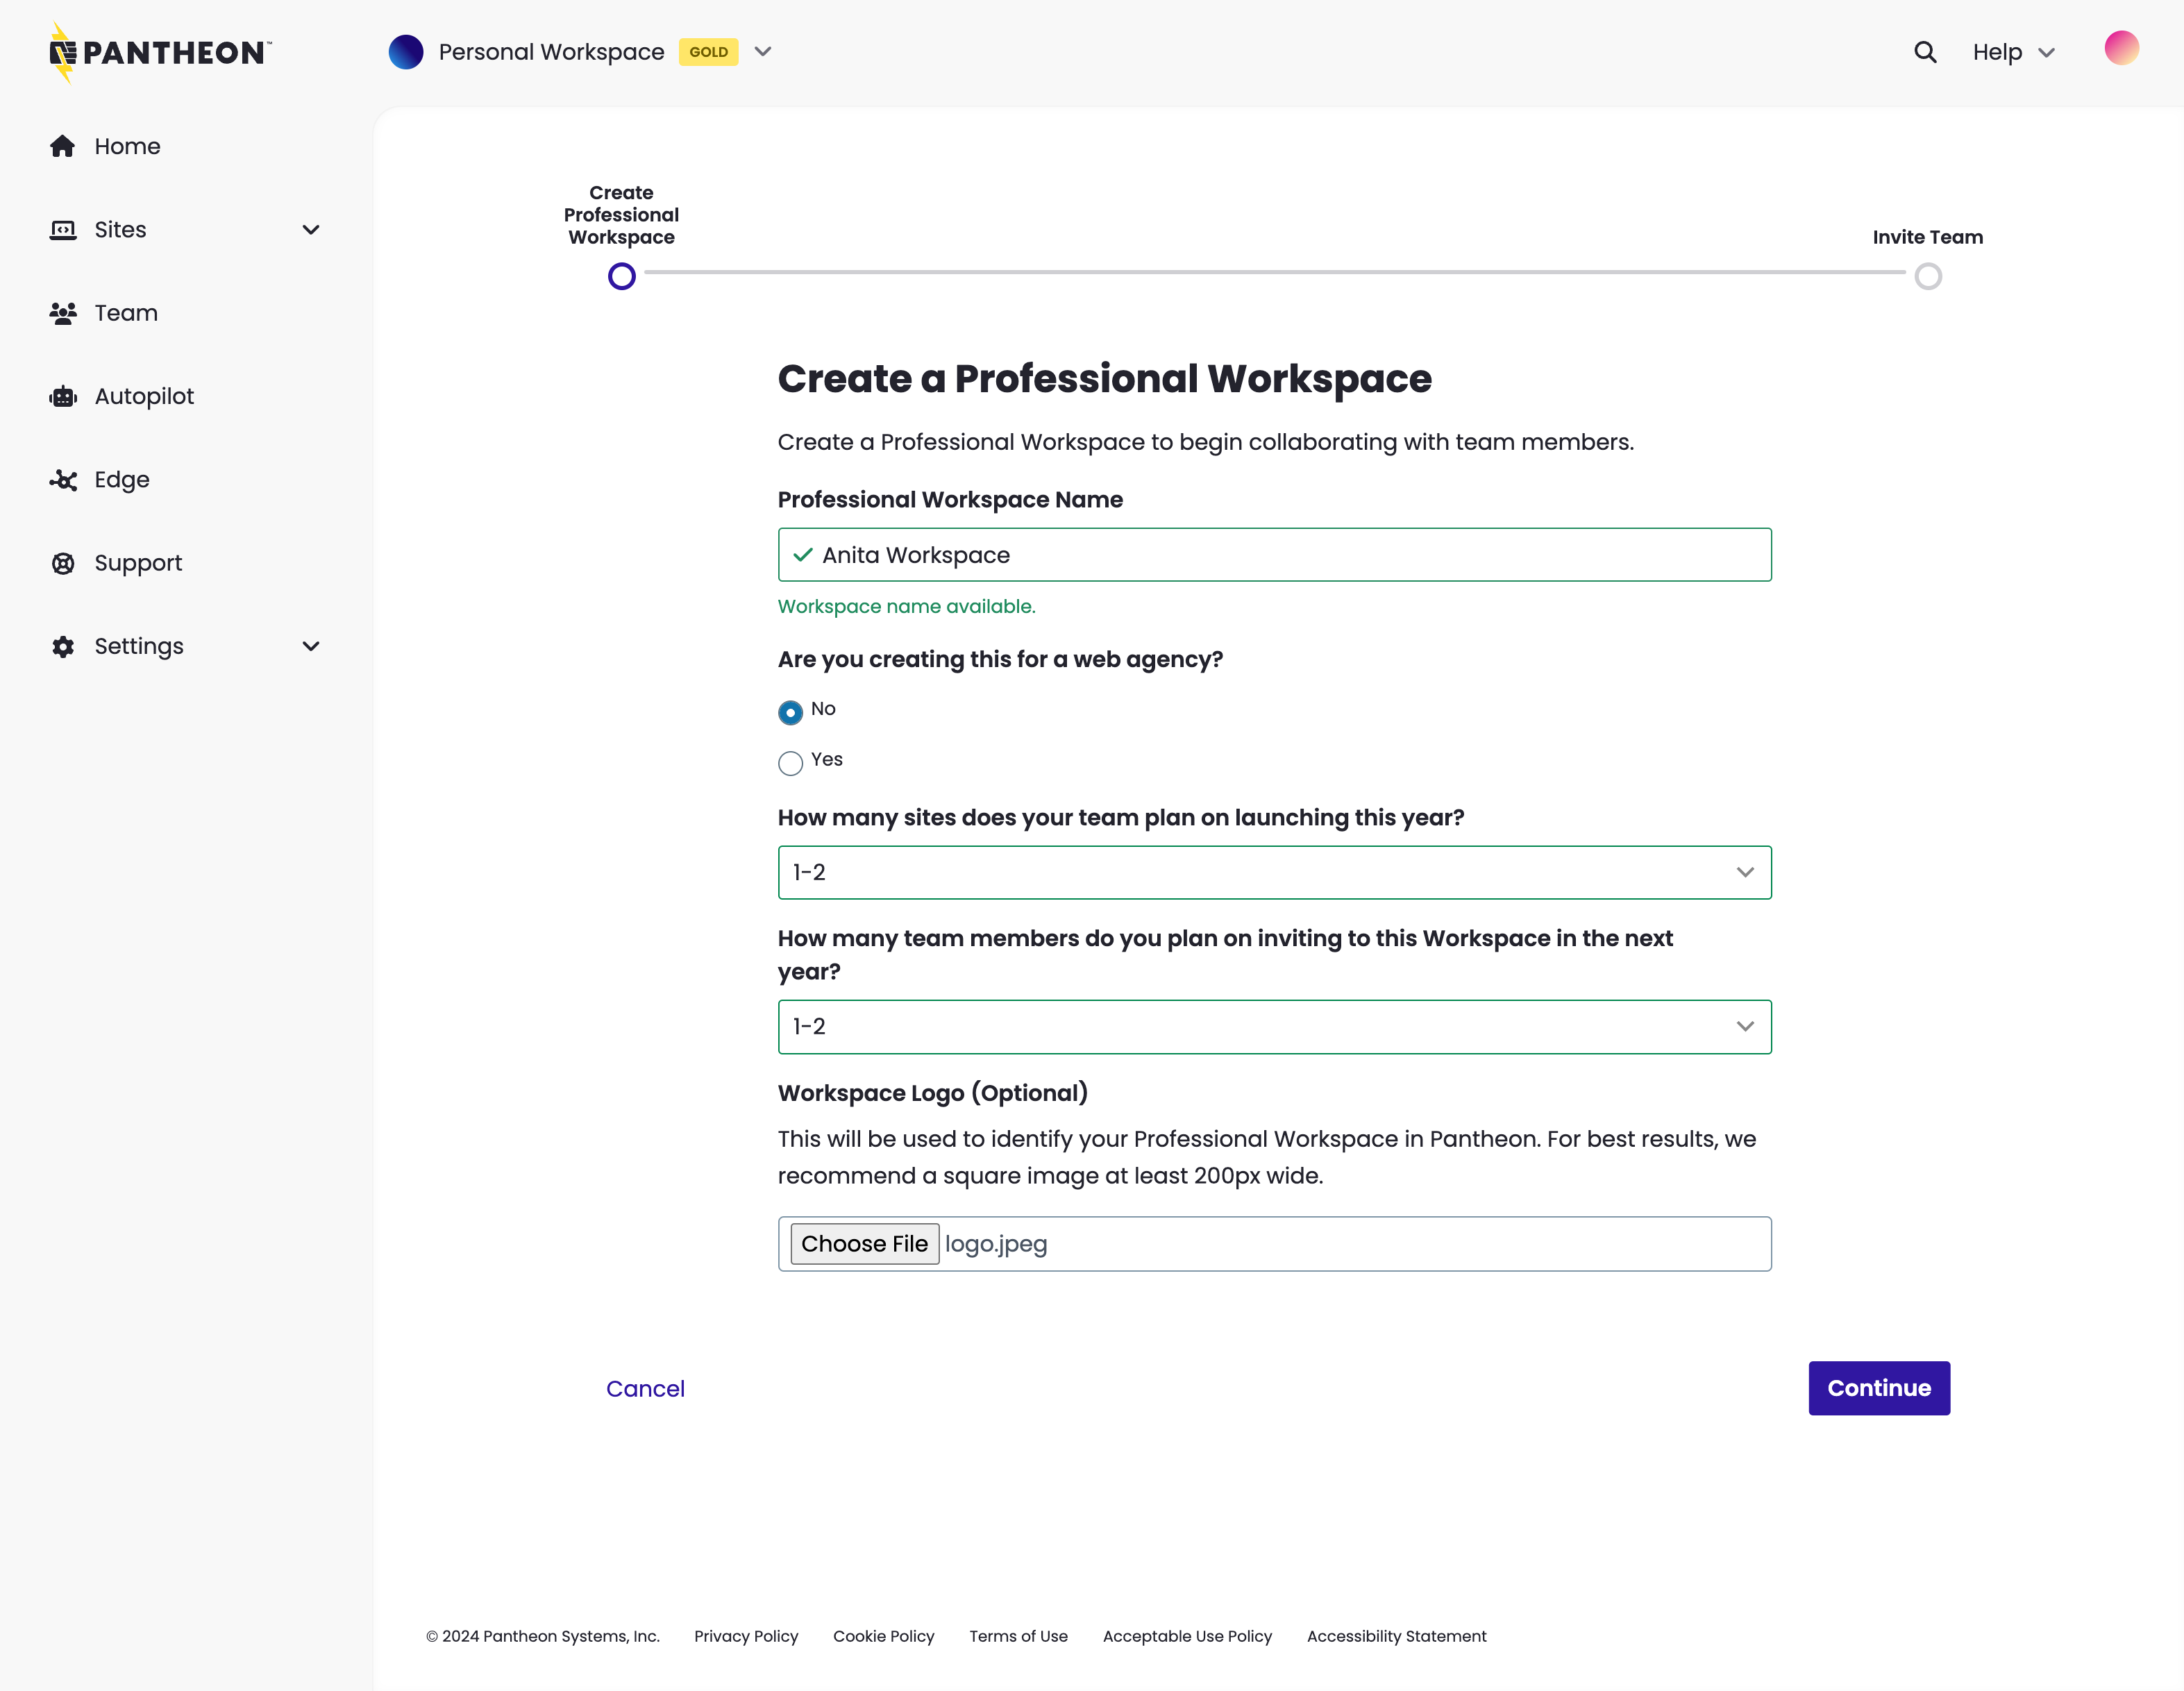 PANTHEON™
Personal Workspace GOLD
Help
Home
Sites
Team
Autopilot
Edge
Support
Settings
Create
Professional
Workspace
Invite Team
Create a Professional Workspace
Create a Professional Workspace to begin collaborating with team members.
Professional Workspace Name
Anita Workspace
Workspace name available.
Are you creating this for a web agency?
No
Yes
How many sites does your team plan on launching this year?
1-2
How many team members do you plan on inviting to this Workspace in the next
year?
1-2
Workspace Logo (Optional)
This will be used to identify your Professional Workspace in Pantheon. For best results, we
recommend a square image at least 200px wide.
Choose File logo.jpeg
Cancel
Continue
© 2024 Pantheon Systems, Inc. Privacy Policy Cookie Policy Terms of Use Acceptable Use Policy Accessibility Statement